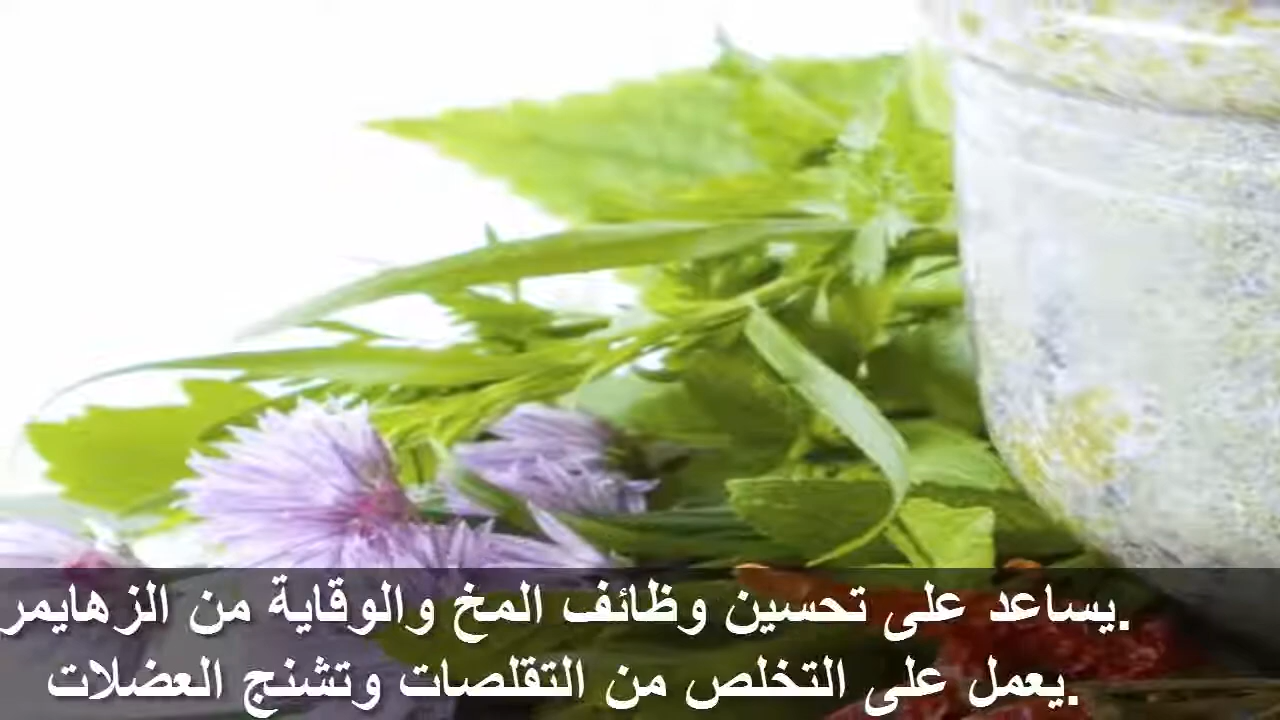 يساعد على تحسين وظائف المخ والوقاية من الزهايمر.
يعمل على التخلص من التقلصات وتشنج العضلات.